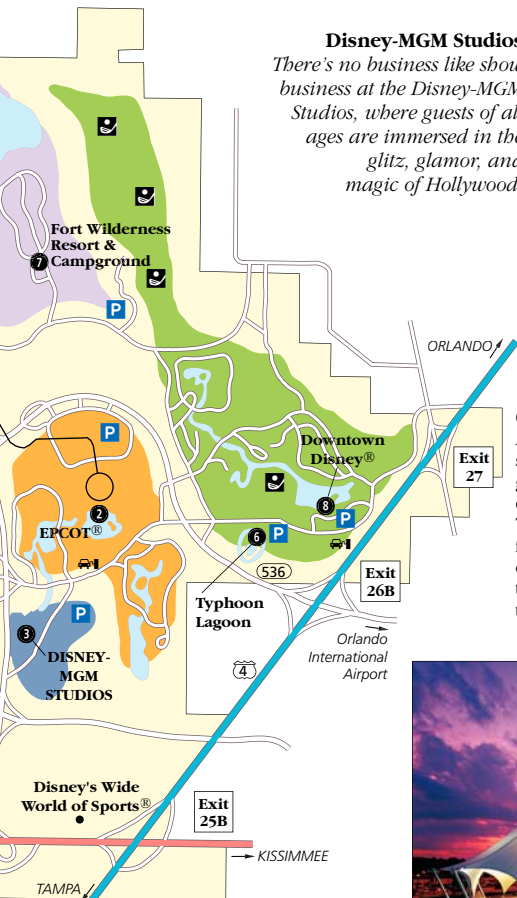 Disney-MGM Studios
There's no business like show
business at the Disney-MGM
Studios, where guests of all
ages are immersed in the
glitz, glamor, and
magic of Hollywood.
Fort Wilderness
Resort &
Campground
7
P
ORLANDO
P
Downtown
Disney®
Exit
27
8
P
2
EPCOT®
6
P
536
Exit
26B
Typhoon
Lagoon
P
3
DISNEY-
MGM
STUDIOS
Orlando
International
Airport
4
Disney's Wide
World of Sports®
Exit
25B
KISSIMMEE
TAMPA